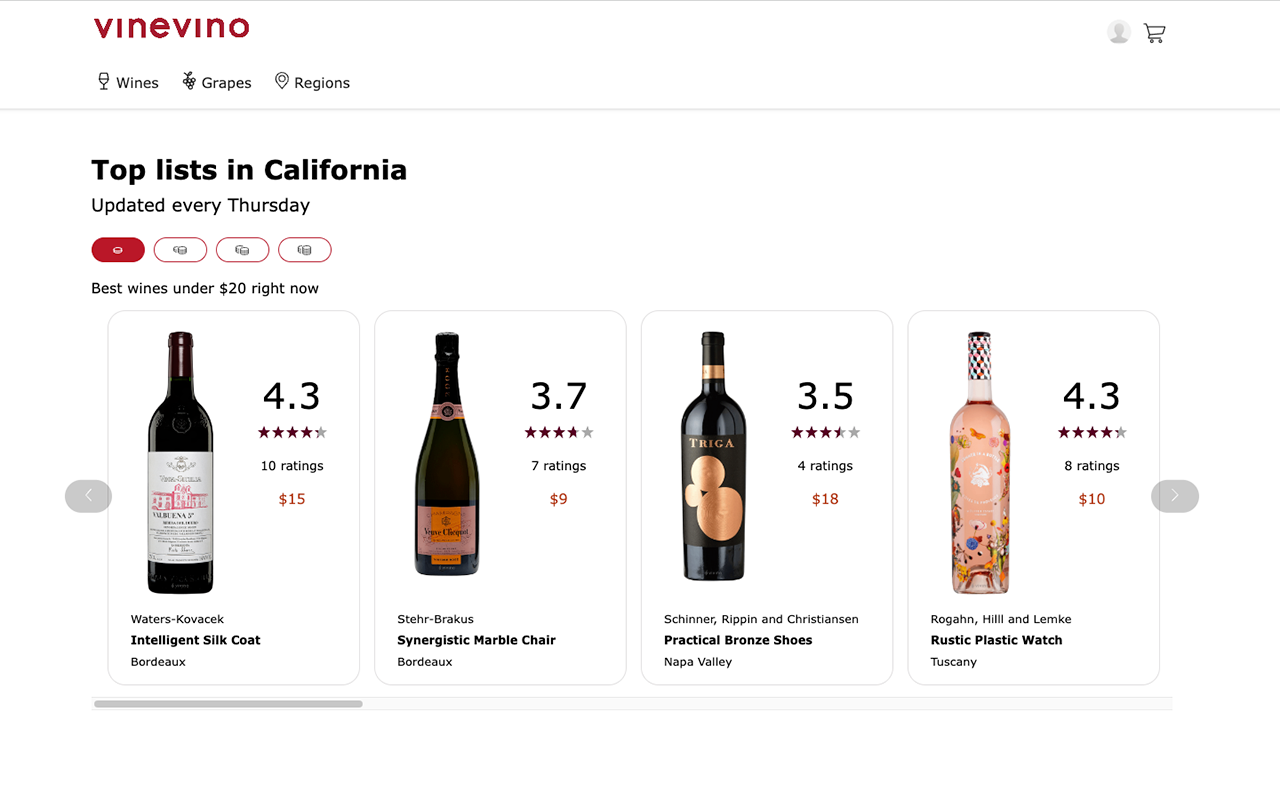 vinevino
Wines Grapes Regions
Top lists in California
Updated every Thursday
Best wines under $20 right now
4.3
10 ratings
$15
VALBUENA 5º
Waters-Kovacek
Intelligent Silk Coat
Bordeaux
3.7
7 ratings
$9
Veuve Clicquot
Stehr-Brakus
Synergistic Marble Chair
Bordeaux
3.5
4 ratings
$18
TRIGA
Schinner, Rippin and Christiansen
Practical Bronze Shoes
Napa Valley
4.3
8 ratings
$10
Rogahn, Hilll and Lemke
Rustic Plastic Watch
Tuscany